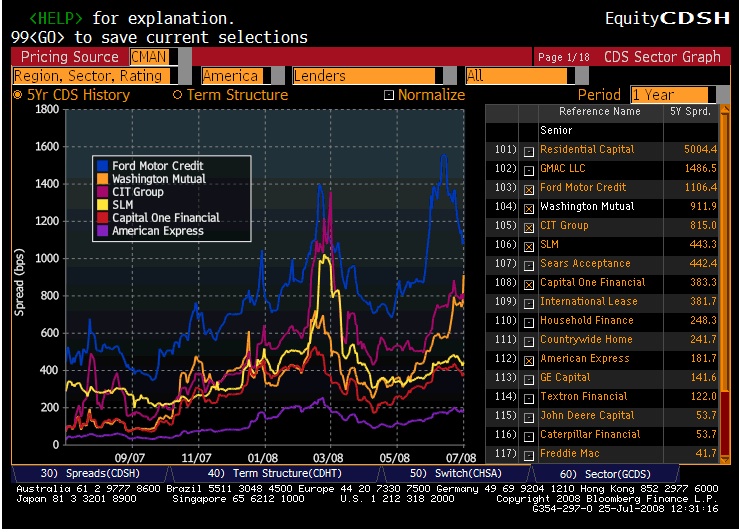 <HELP> for explanation. EquityCDSH
99<GO> to save current selections
Pricing Source CMAN Page 1/18 CDS Sector Graph
Region, Sector, Rating America Lenders All
5Yr CDS History Term Structure Normalize Period 1 Year
Reference Name 5Y Sprd.
Senior
101) Residential Capital 5004.4
102) GMAC LLC 1486.5
103) Ford Motor Credit 1106.4
104) Washington Mutual 911.9
105) CIT Group 815.0
106) SLM 443.3
107) Sears Acceptance 442.4
108) Capital One Financial 383.3
109) International Lease 381.7
110) Household Finance 248.3
111) Countrywide Home 241.7
112) American Express 181.7
113) GE Capital 141.6
114) Textron Financial 122.0
115) John Deere Capital 53.7
116) Caterpillar Financial 53.7
117) Freddie Mac 41.7
Spread (bps)
1800
1600
1400
1200
1000
800
600
400
200
0
Ford Motor Credit
Washington Mutual
CIT Group
SLM
Capital One Financial
American Express
09/07 11/07 01/08 03/08 05/08 07/08
30) Spreads(CDSH) 40) Term Structure(CDHT) 50) Switch(CHSA) 60) Sector(GCDS)
Australia 61 2 9777 8600 Brazil 5511 3048 4500 Europe 44 20 7330 7500 Germany 49 69 9204 1210 Hong Kong 852 2977 6000
Japan 81 3 3201 8900 Singapore 65 6212 1000 U.S. 1 212 318 2000 Copyright 2008 Bloomberg Finance L.P.
G354-297-0 25-Jul-2008 12:31:16